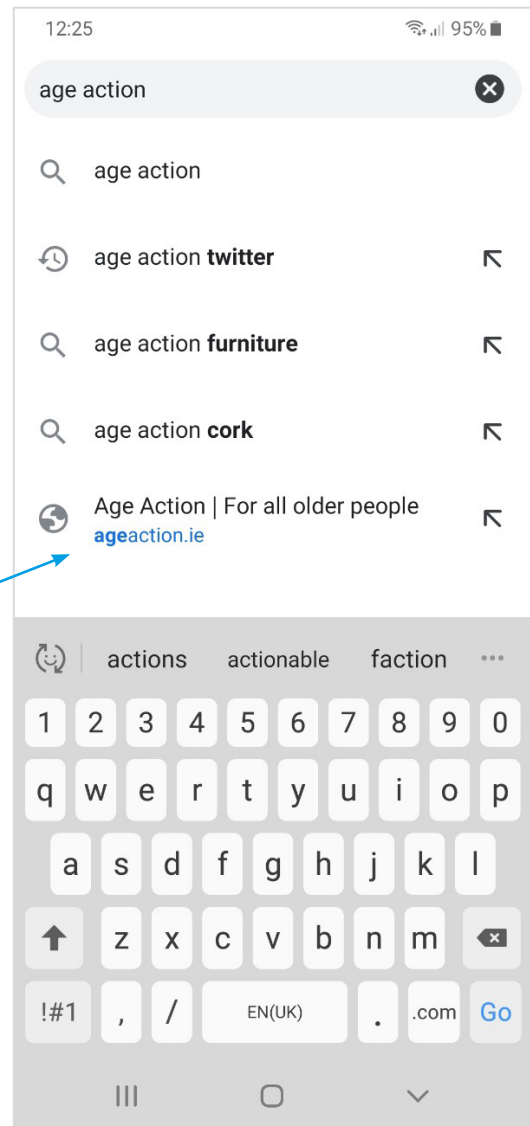 12:25 95%
age action
age action
age action twitter
age action furniture
age action cork
Age Action | For all older people
ageaction.ie
actions actionable faction
1 2 3 4 5 6 7 8 9 0
q w e r t y u i o p
a s d f g h j k l
z x c v b n m
!#1 , / EN(UK) . .com Go